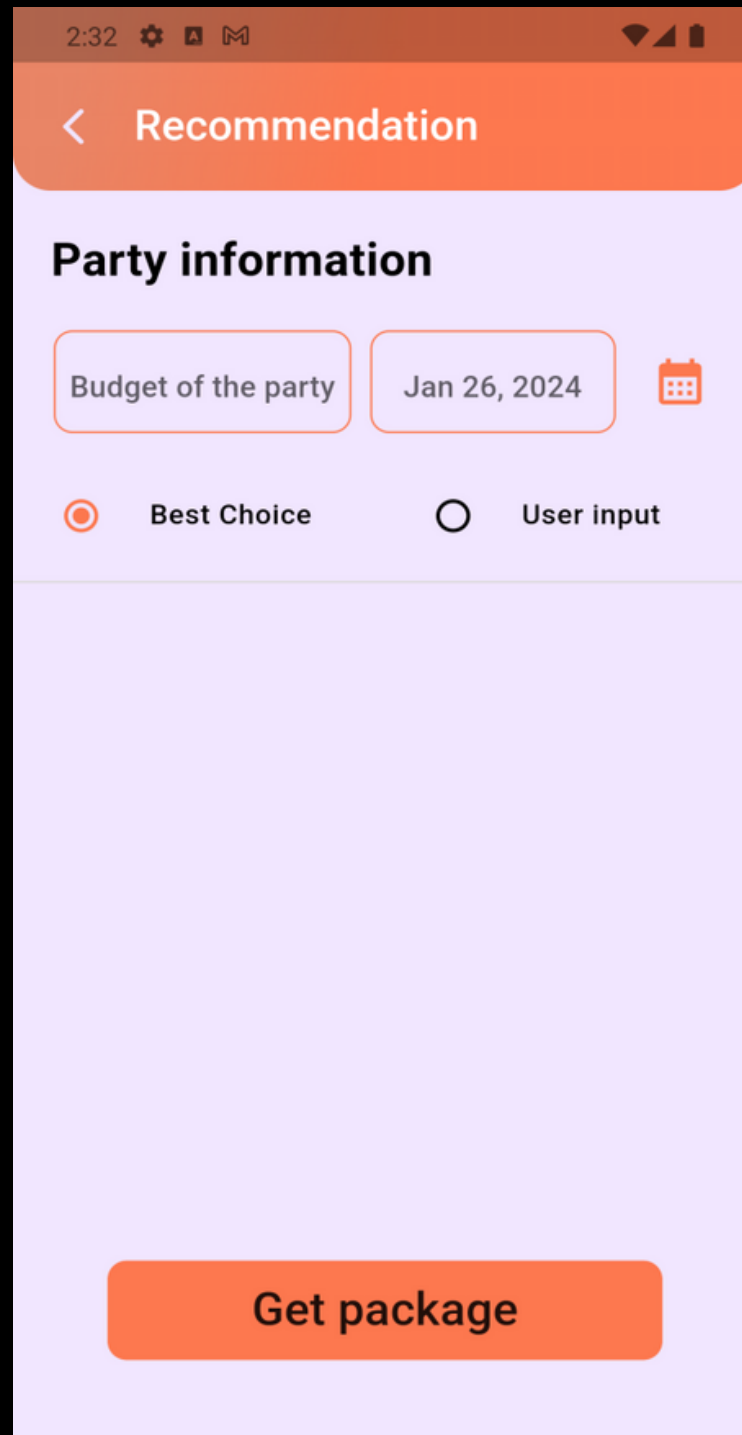 2:32
Recommendation
Party information
Budget of the party
Jan 26, 2024
Best Choice
User input
Get package